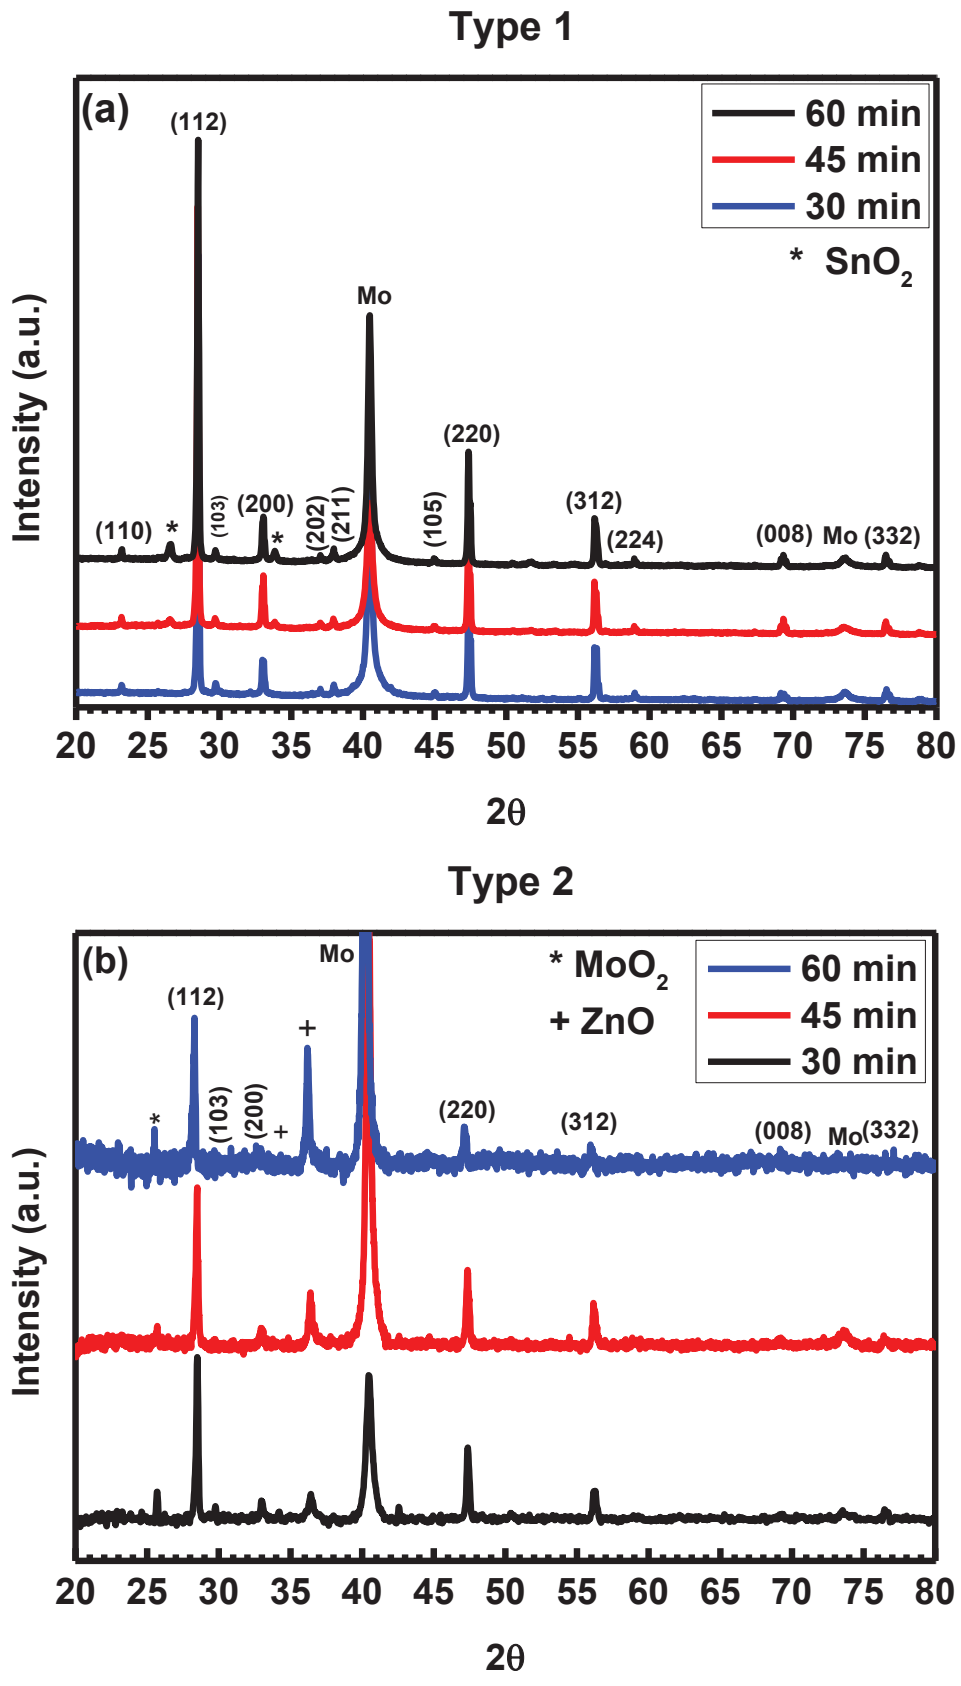 Type 1
(a)
60 min
45 min
30 min
* SnO₂
(112)
Mo
(220)
(110)
*
(103)
(200)
*
(202)
(211)
(105)
(312)
(224)
(008)
Mo
(332)
Intensity (a.u.)
20 25 30 35 40 45 50 55 60 65 70 75 80
2θ
Type 2
(b)
Mo
* MoO₂
+ ZnO
60 min
45 min
30 min
(112)
+
*
(103)
(200)
+
(220)
(312)
(008)
Mo
(332)
Intensity (a.u.)
20 25 30 35 40 45 50 55 60 65 70 75 80
2θ